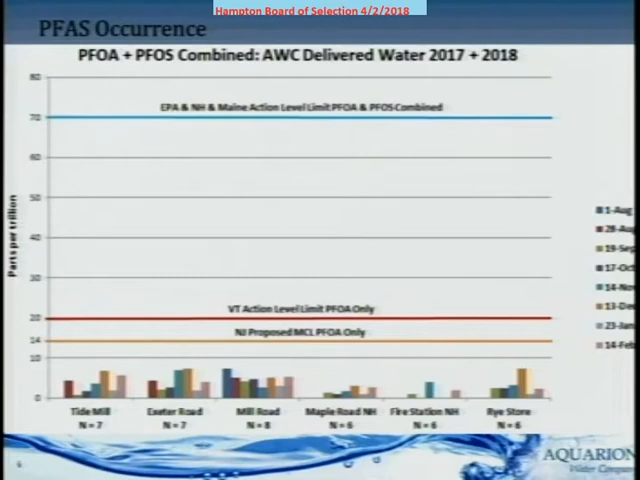 Hampton Board of Selection 4/2/2018
PFAS Occurrence
PFOA + PFOS Combined: AWC Delivered Water 2017 + 2018
80
EPA & NH & Maine Action Level Limit PFOA & PFOS Combined
70
60
50
40
30
VT Action Level Limit PFOA Only
20
NJ Proposed MCL PFOA Only
14
10
0
Parts per trillion
1-Aug
28-Aug
19-Sep
17-Oct
14-Nov
13-Dec
23-Jan
14-Feb
Tide Mill Exeter Road Mill Road Maple Road NH Fire Station NH Rye Store
N = 7 N = 7 N = 8 N = 6 N = 6 N = 6
AQUARION
Water Company